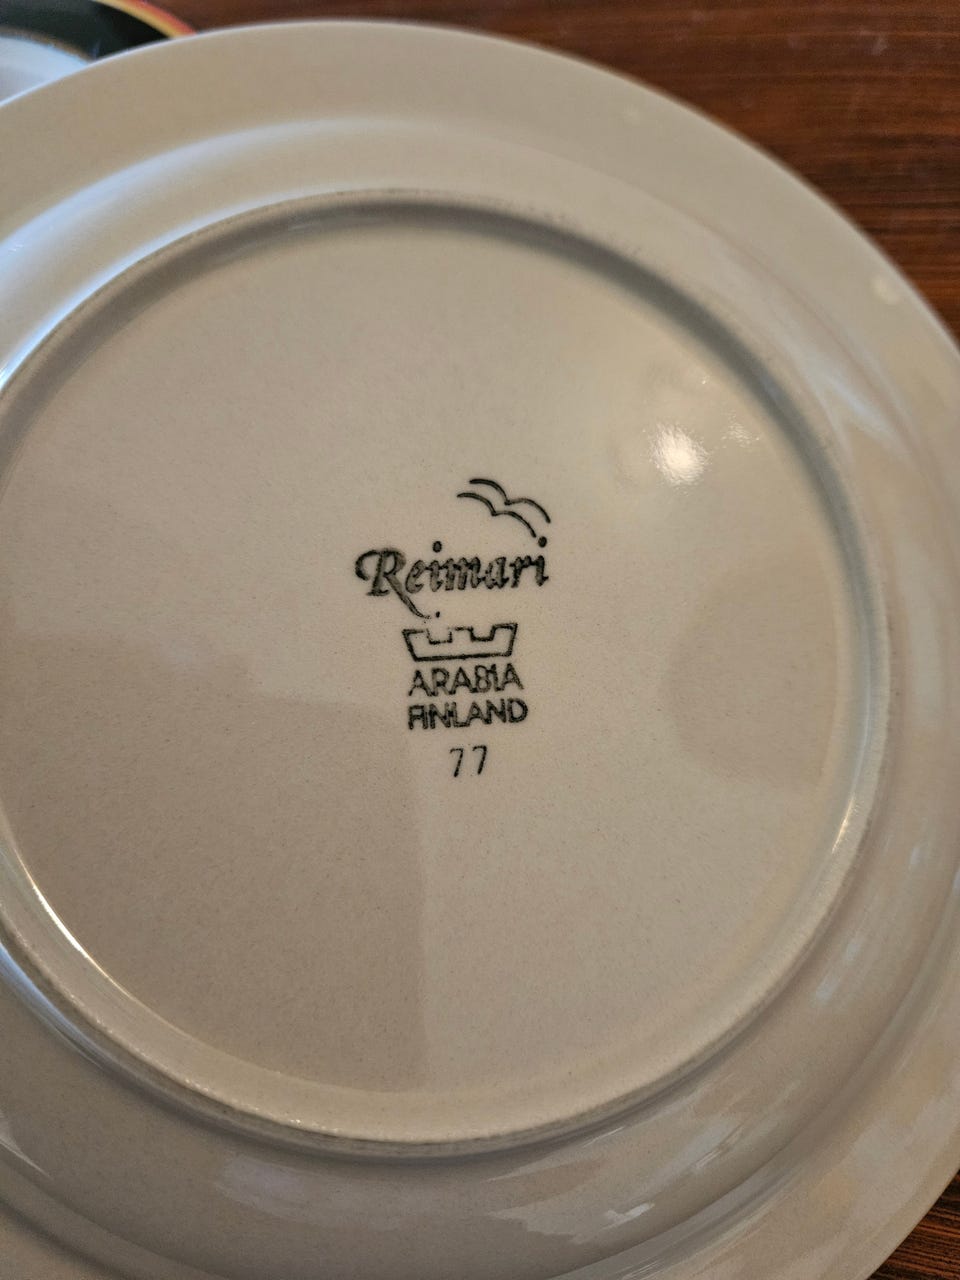 Reimari
ARABIA
FINLAND
77